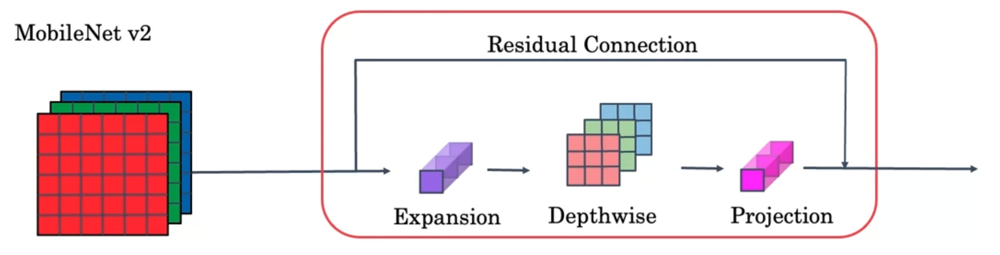 MobileNet v2
Residual Connection
Expansion
Depthwise
Projection